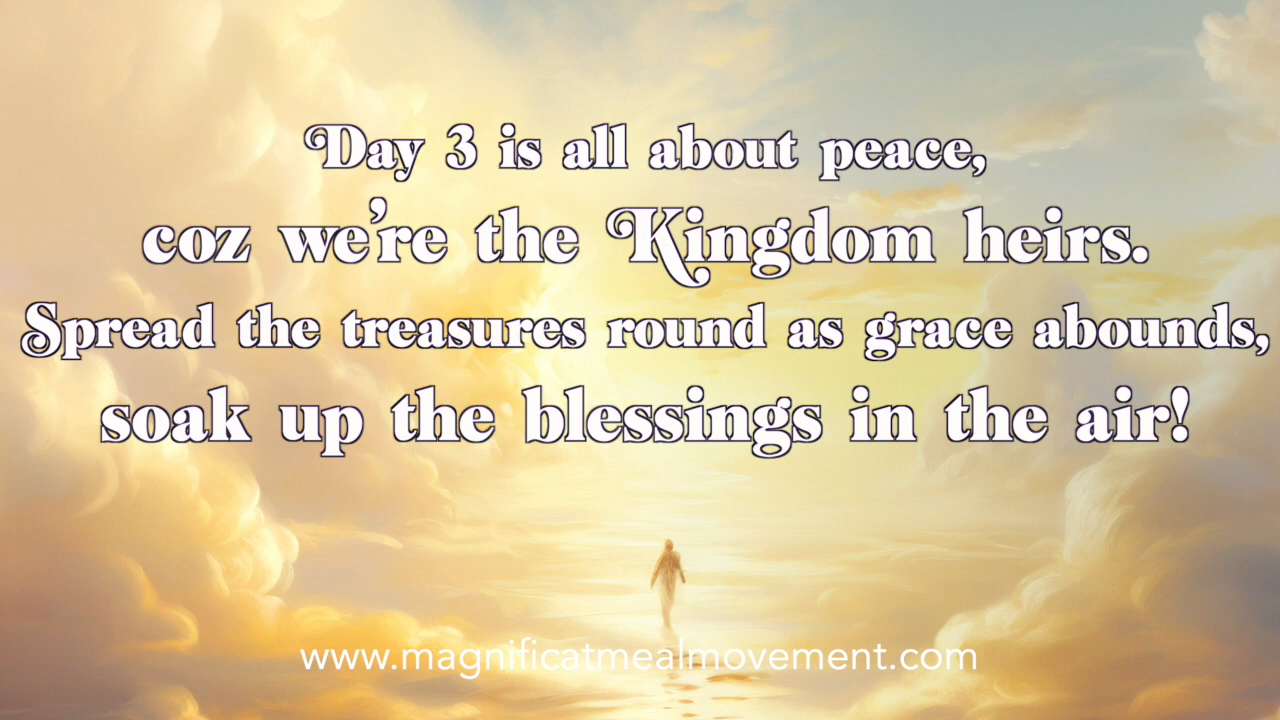 Day 3 is all about peace,
coz we're the Kingdom heirs.
Spread the treasures round as grace abounds,
soak up the blessings in the air!
www.magnificatmealmovement.com